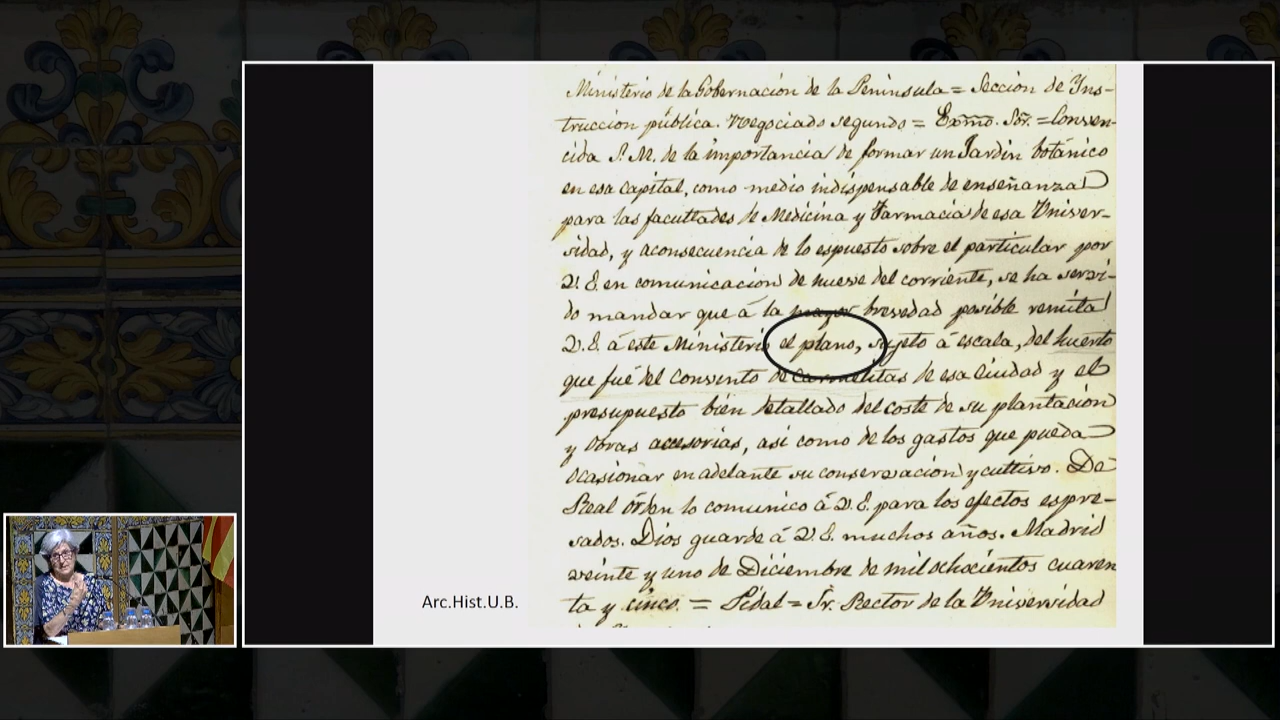 Ministerio de la Gobernación de la Peninsula = Seccion de Ins-
truccion pública. Negociado segundo = Exmo. Sor. = Conven-
cida S. M. de la importancia de formar un Jardin botánico
en esa capital, como medio indispensable de enseñanza
para las facultades de Medicina y Farmacia de esa Univer-
sidad, y aconsecuencia de lo espuesto sobre el particular por
V. E. en comunicacion de nueve del corriente, se ha servi-
do mandar que á la mayor brevedad posible remita
V. E. á este Ministerio el plano, sujeto á escala, del huerto
que fué del Convento de Carmelitas de esa Ciudad y el
presupuesto bien detallado del coste de su plantacion
y obras accesorias, asi como de los gastos que pueda
ocasionar en adelante su conservacion y cultivo. De
Real órden lo comunico á V. E. para los efectos espre-
sados. Dios guarde á V. E. muchos años. Madrid
veinte y uno de Diciembre de mil ochocientos cuaren
ta y cinco. = Pidal = Sr. Rector de la Universidad
Arc.Hist.U.B.